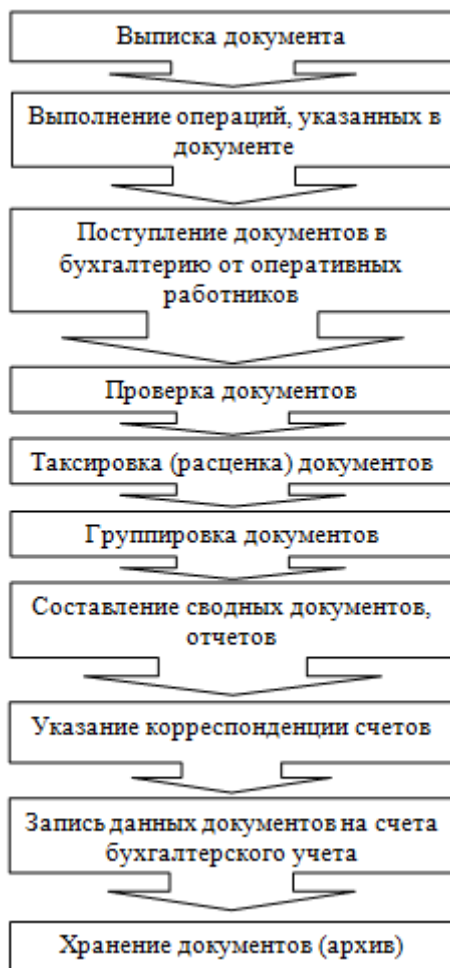 Выписка документа
Выполнение операций, указанных в
документе
Поступление документов в
бухгалтерию от оперативных
работников
Проверка документов
Таксировка (расценка) документов
Группировка документов
Составление сводных документов,
отчетов
Указание корреспонденции счетов
Запись данных документов на счета
бухгалтерского учета
Хранение документов (архив)